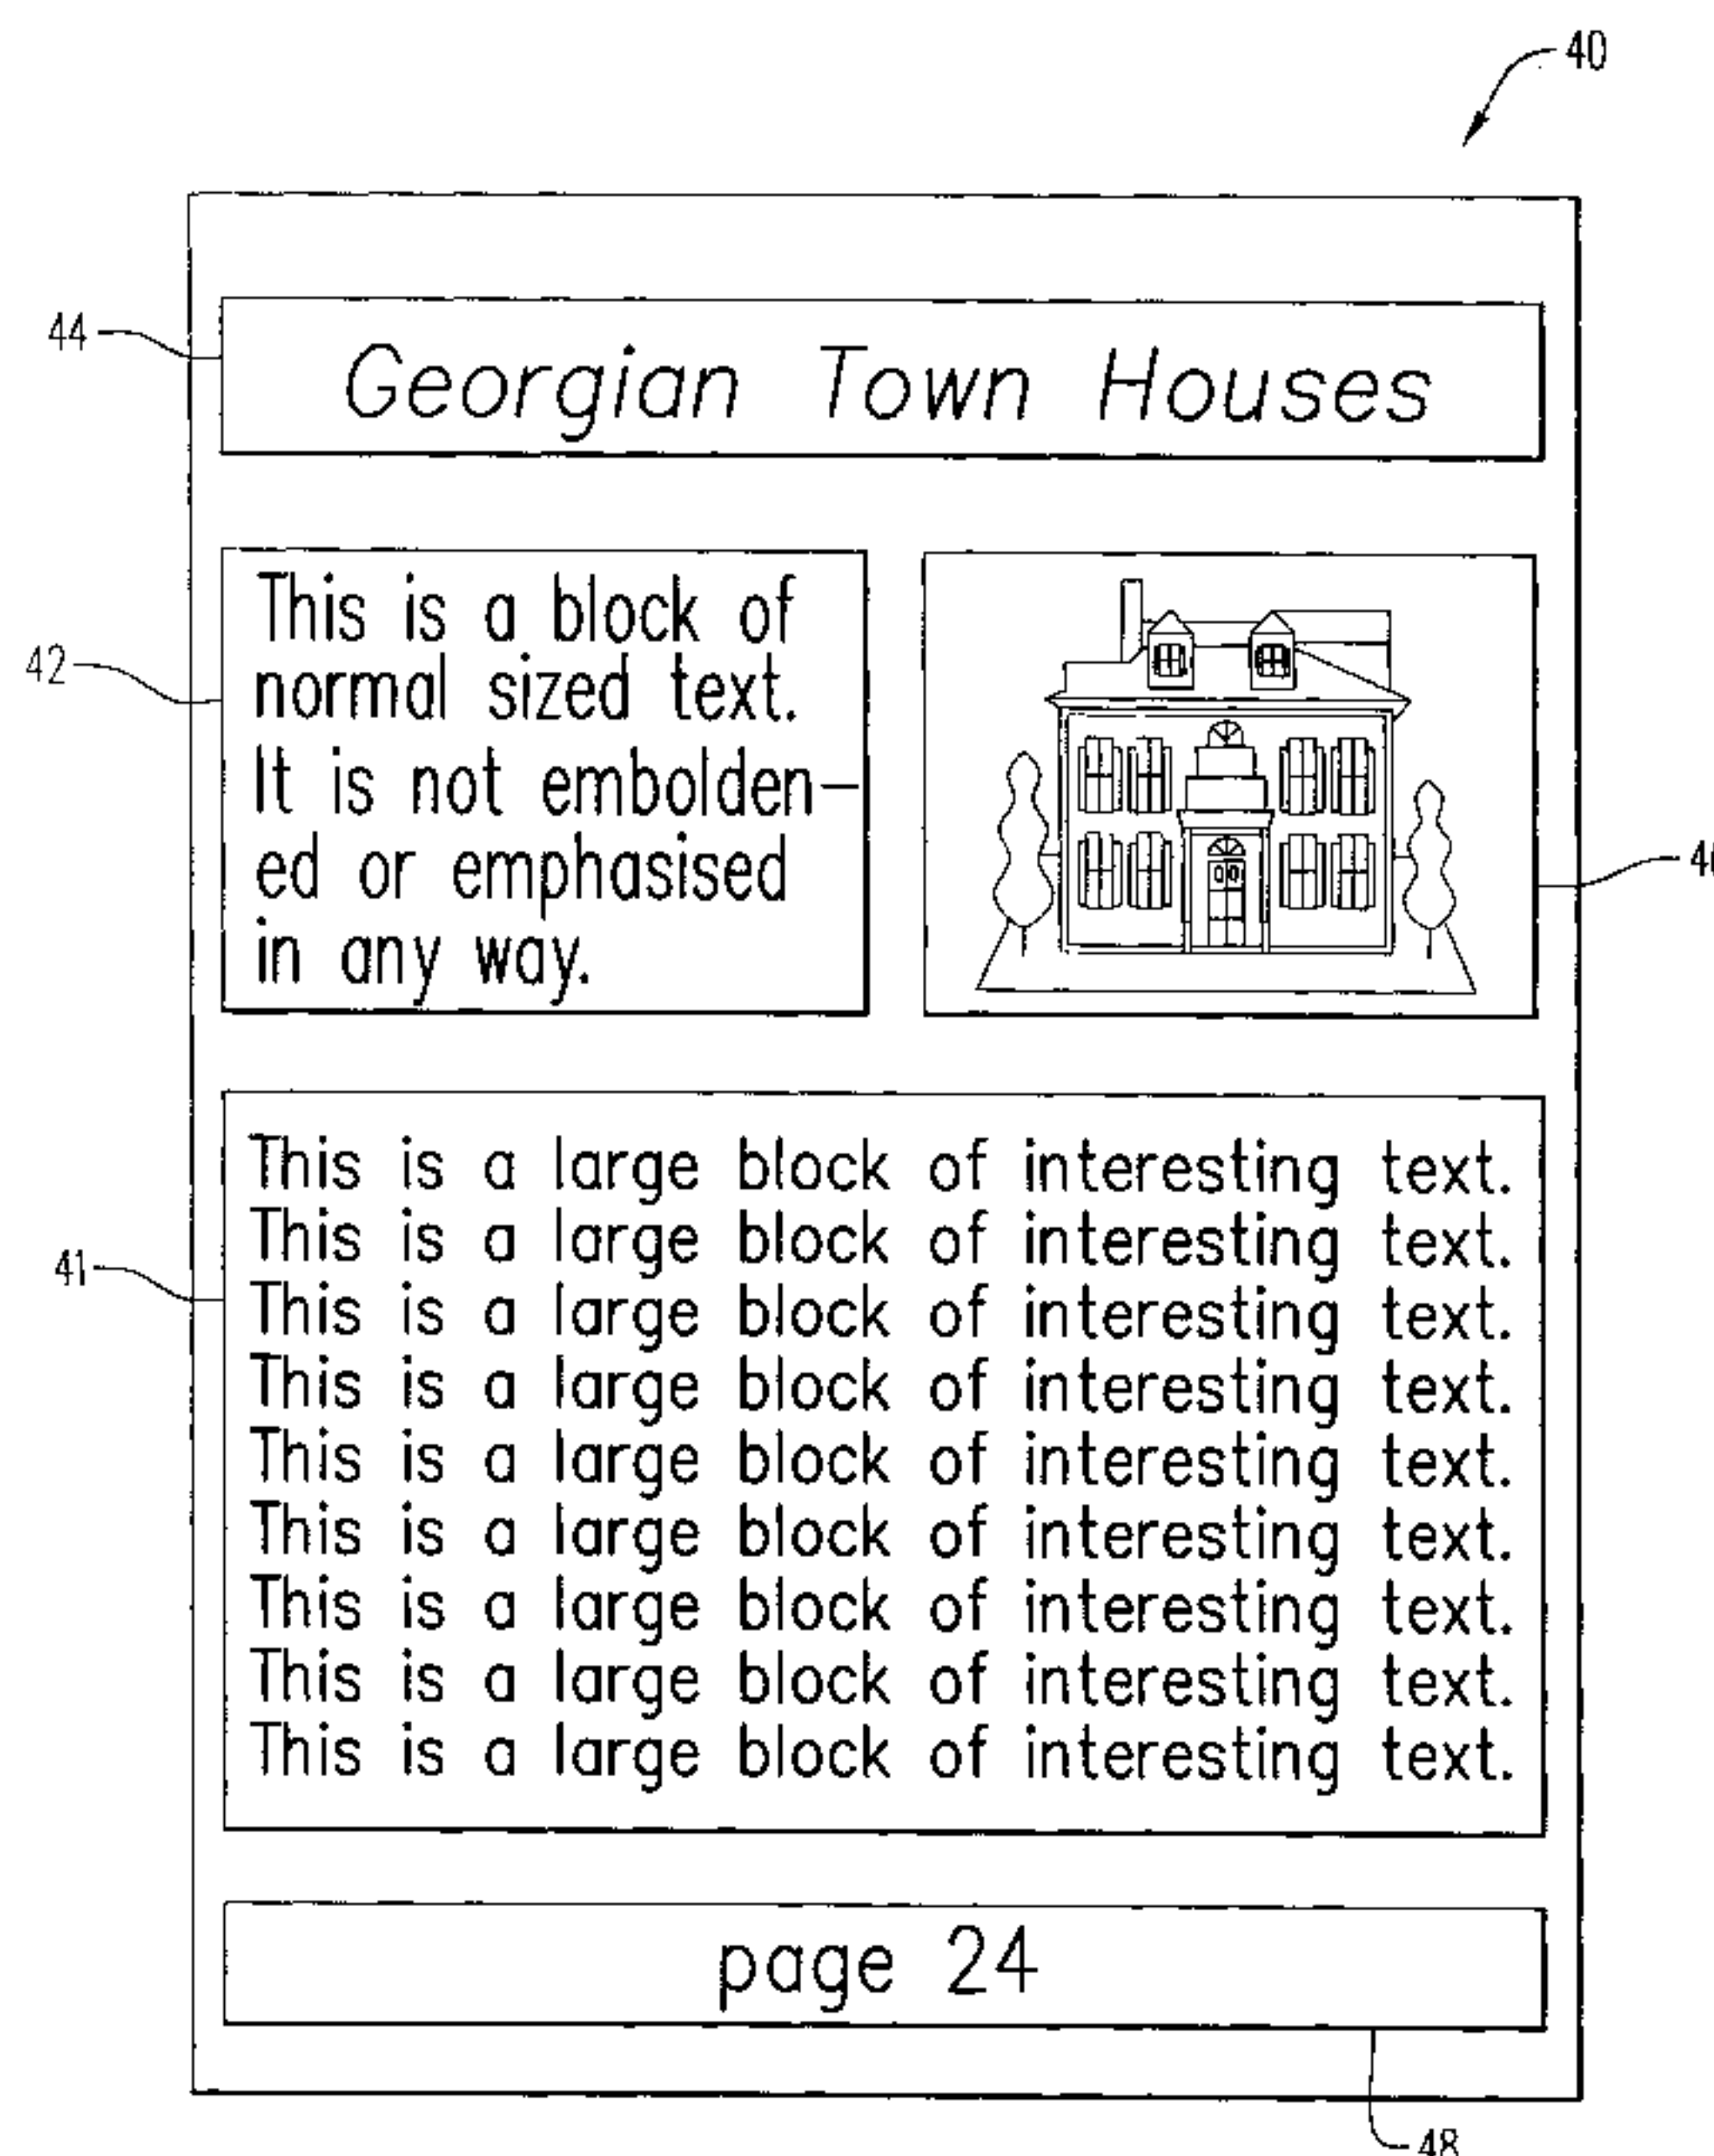 40
44
Georgian Town Houses
42
This is a block of
normal sized text.
It is not embolden-
ed or emphasised
in any way.
41
This is a large block of interesting text.
This is a large block of interesting text.
This is a large block of interesting text.
This is a large block of interesting text.
This is a large block of interesting text.
This is a large block of interesting text.
This is a large block of interesting text.
This is a large block of interesting text.
This is a large block of interesting text.
page 24
48